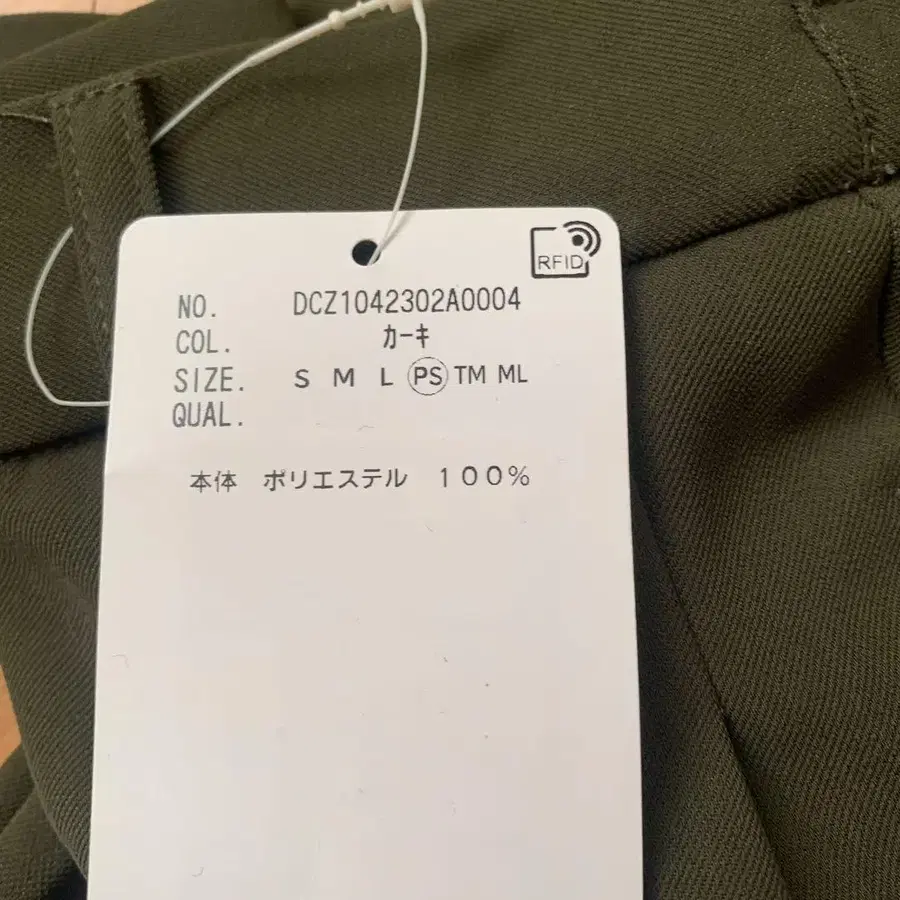 RFID
NO. DCZ1042302A0004
COL. カーキ
SIZE. S M L PS TM ML
QUAL.
本体 ポリエステル 100%